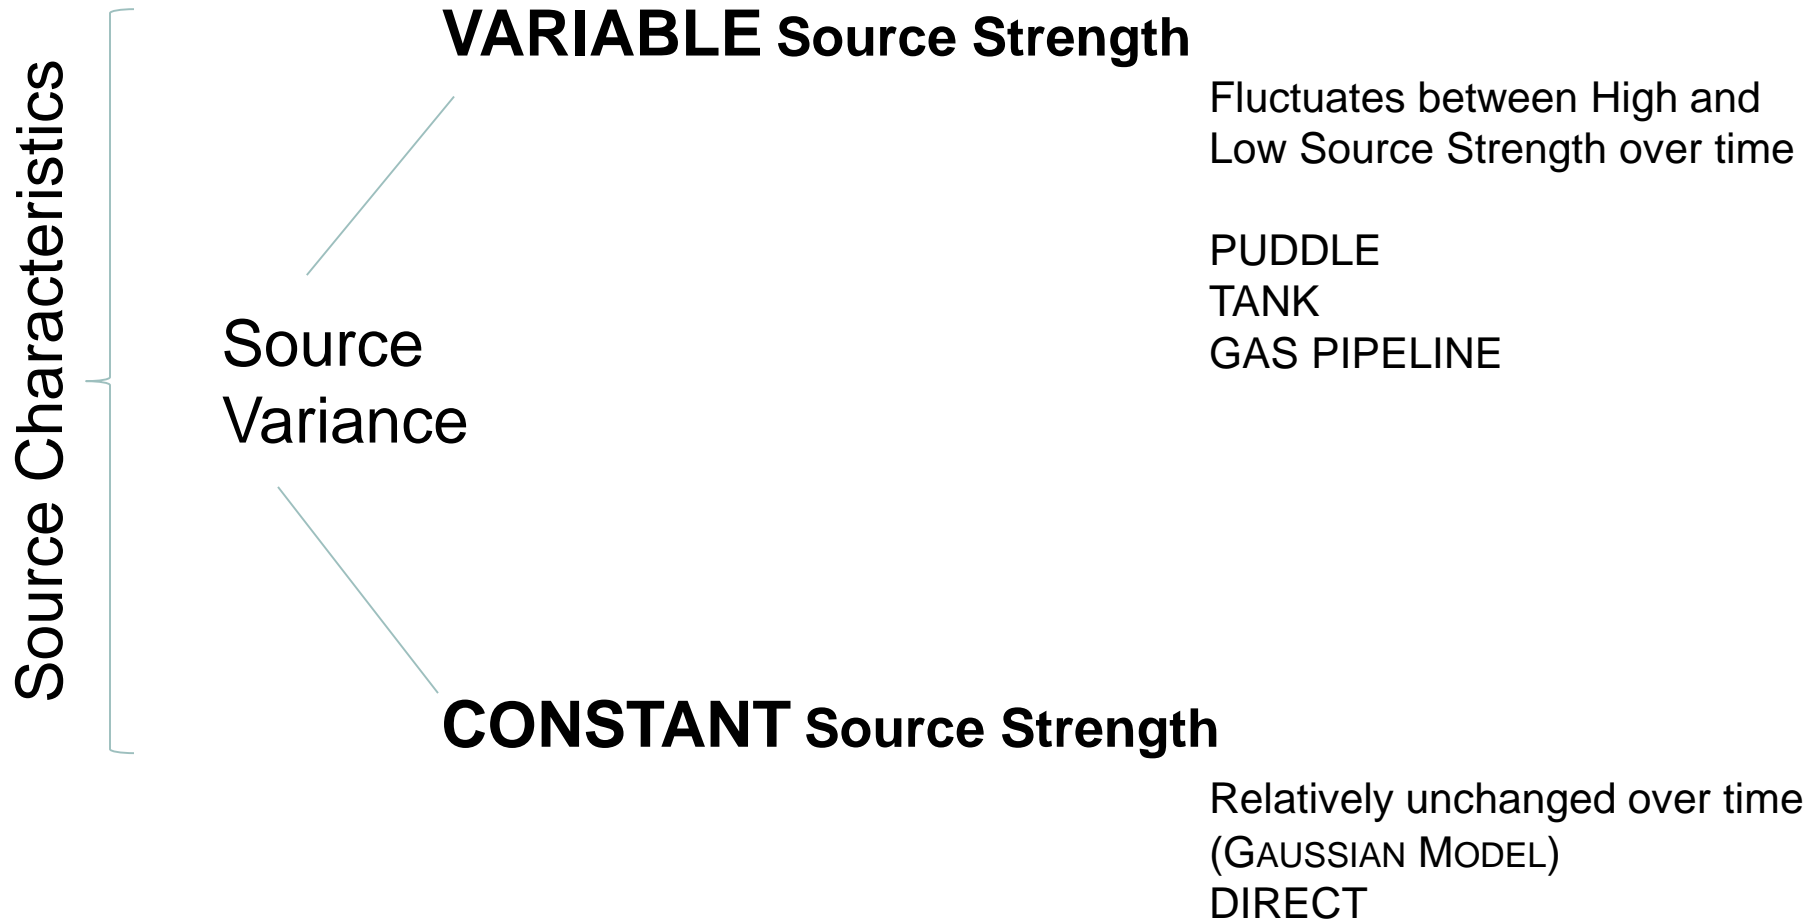 Source Characteristics
VARIABLE Source Strength
Fluctuates between High and
Low Source Strength over time
PUDDLE
TANK
GAS PIPELINE
Source
Variance
CONSTANT Source Strength
Relatively unchanged over time
(GAUSSIAN MODEL)
DIRECT